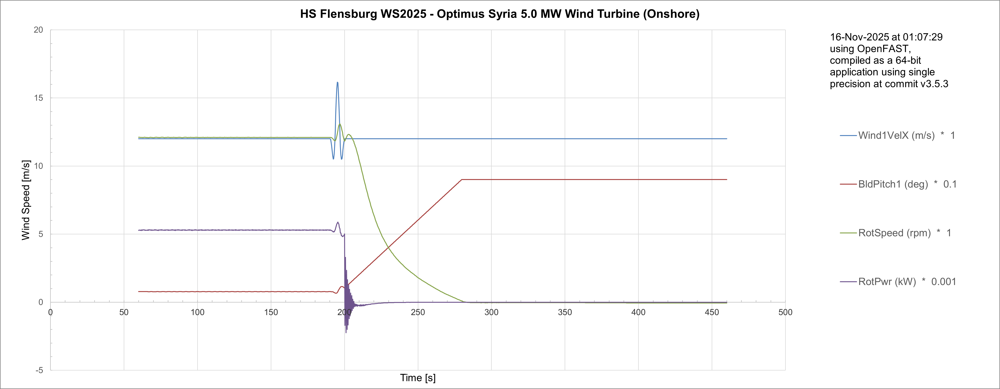 HS Flensburg WS2025 - Optimus Syria 5.0 MW Wind Turbine (Onshore)
16-Nov-2025 at 01:07:29
using OpenFAST,
compiled as a 64-bit
application using single
precision at commit v3.5.3
Wind1VelX (m/s) * 1
BldPitch1 (deg) * 0.1
RotSpeed (rpm) * 1
RotPwr (kW) * 0.001
Wind Speed [m/s]
20
15
10
5
0
-5
0 50 100 150 200 250 300 350 400 450 500
Time [s]